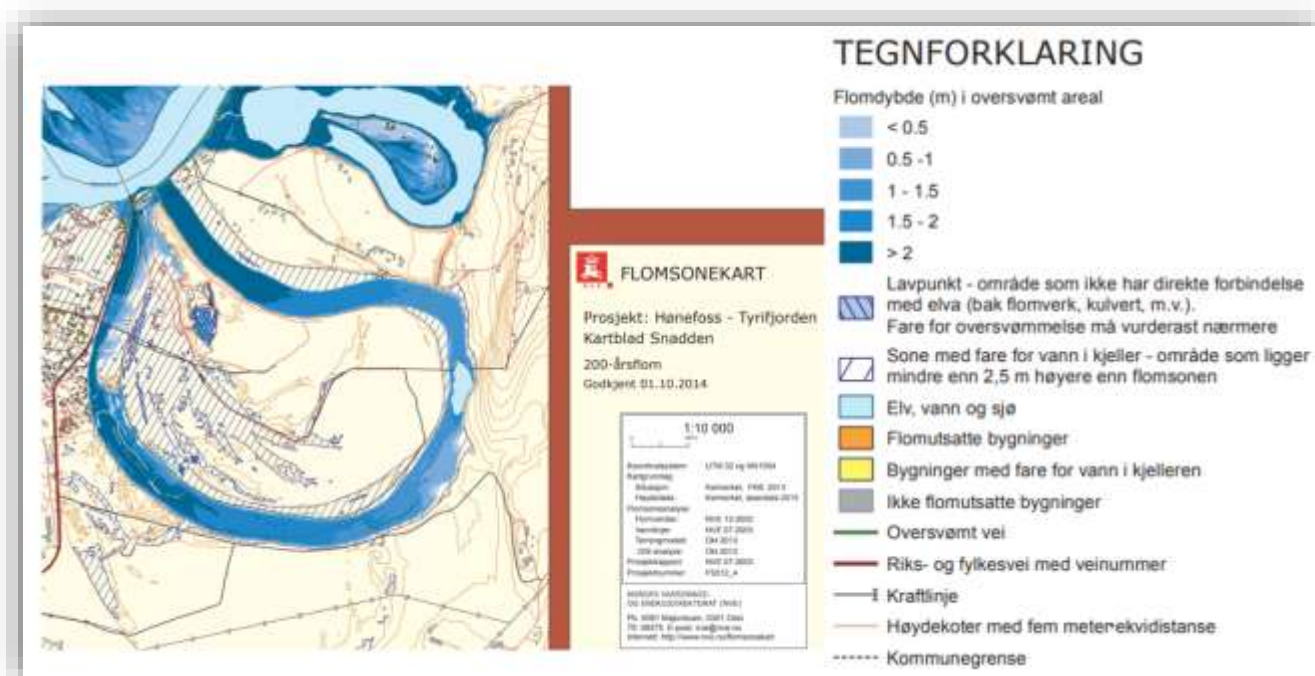 TEGNFORKLARING
Flomdybde (m) i oversvømt areal
< 0.5
0.5 -1
1 - 1.5
1.5 - 2
> 2
Lavpunkt - område som ikke har direkte forbindelse
med elva (bak flomverk, kulvert, m.v.).
Fare for oversvømmelse må vurderast nærmere
Sone med fare for vann i kjeller - område som ligger
mindre enn 2,5 m høyere enn flomsonen
Elv, vann og sjø
Flomutsatte bygninger
Bygninger med fare for vann i kjelleren
Ikke flomutsatte bygninger
Oversvømt vei
Riks- og fylkesvei med veinummer
Kraftlinje
Høydekoter med fem meter ekvidistanse
Kommunegrense
FLOMSONEKART
Prosjekt: Hønefoss - Tyrifjorden
Kartblad Snadden
200-årsflom
Godkjent 01.10.2014
1:10 000